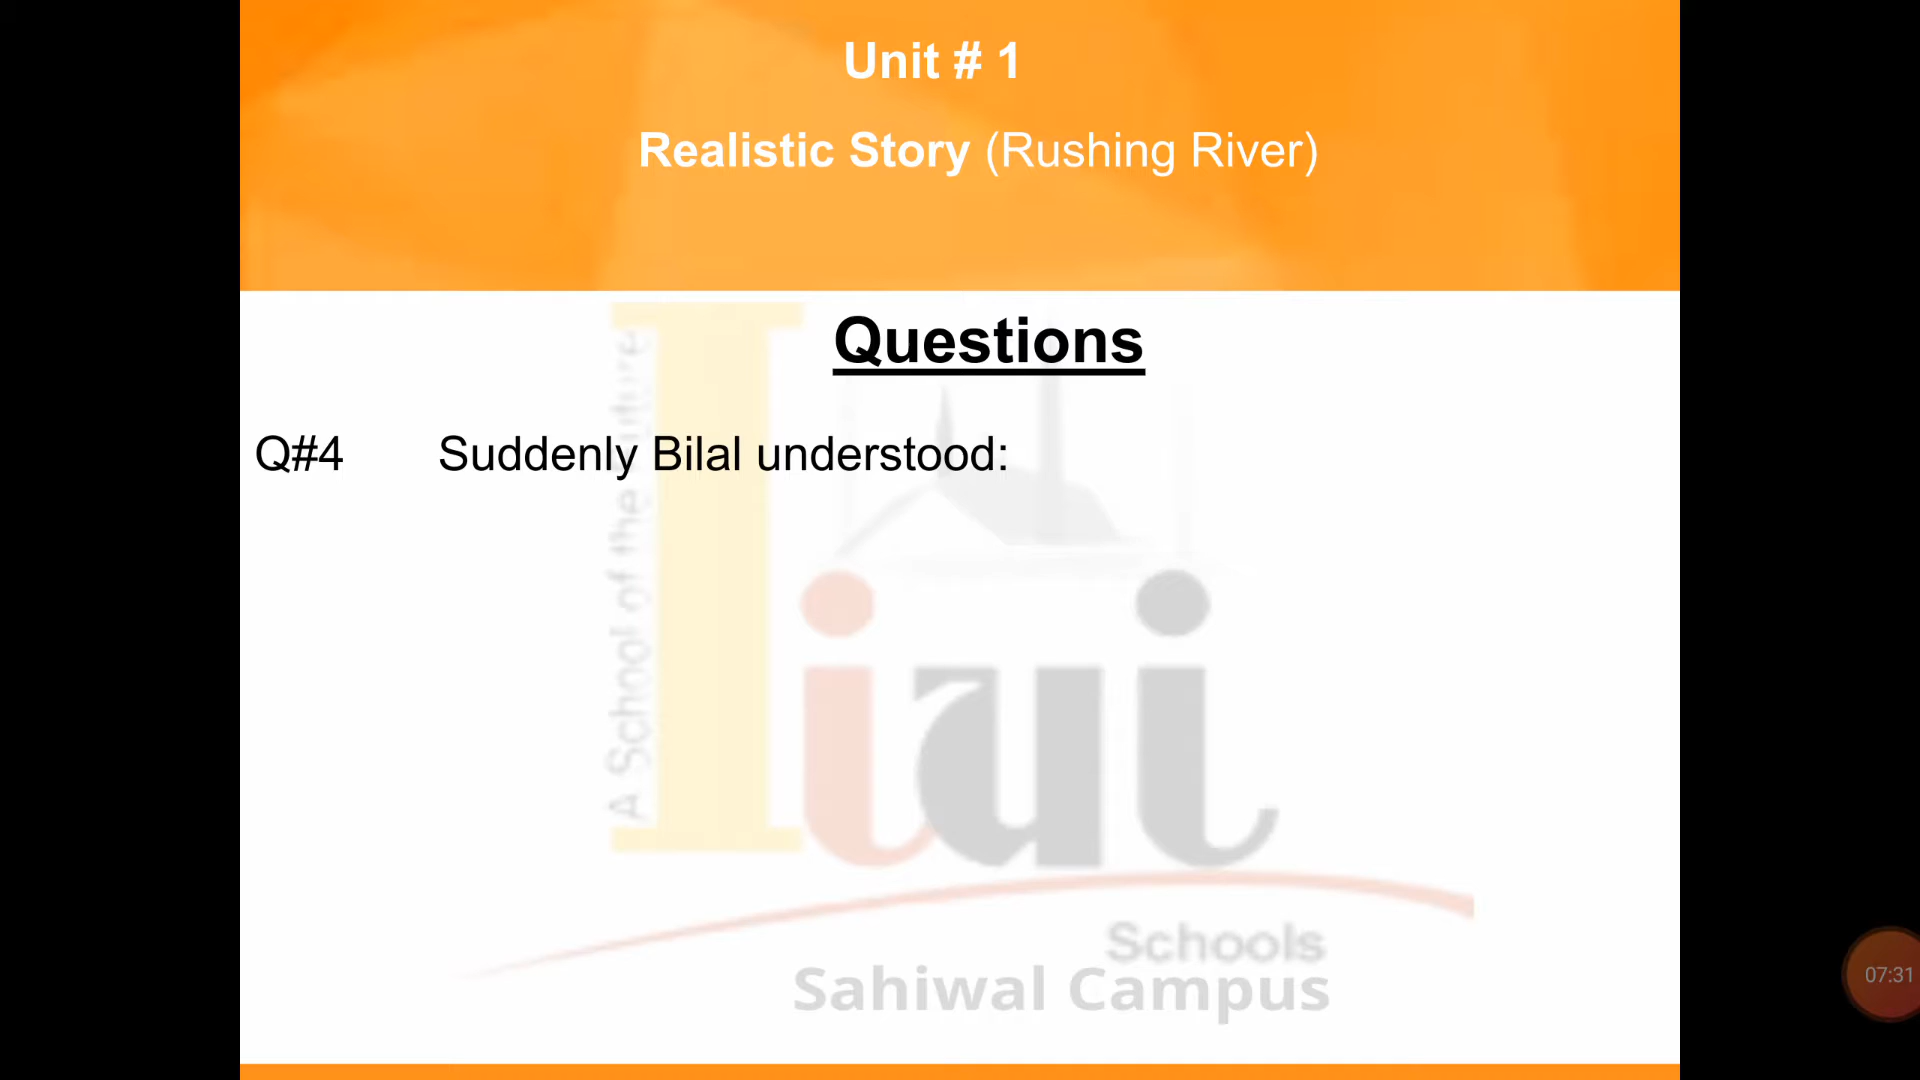 Unit # 1
Realistic Story (Rushing River)
Questions
Q#4 Suddenly Bilal understood:
A School of the Future
Iiui
Schools
Sahiwal Campus
07:31